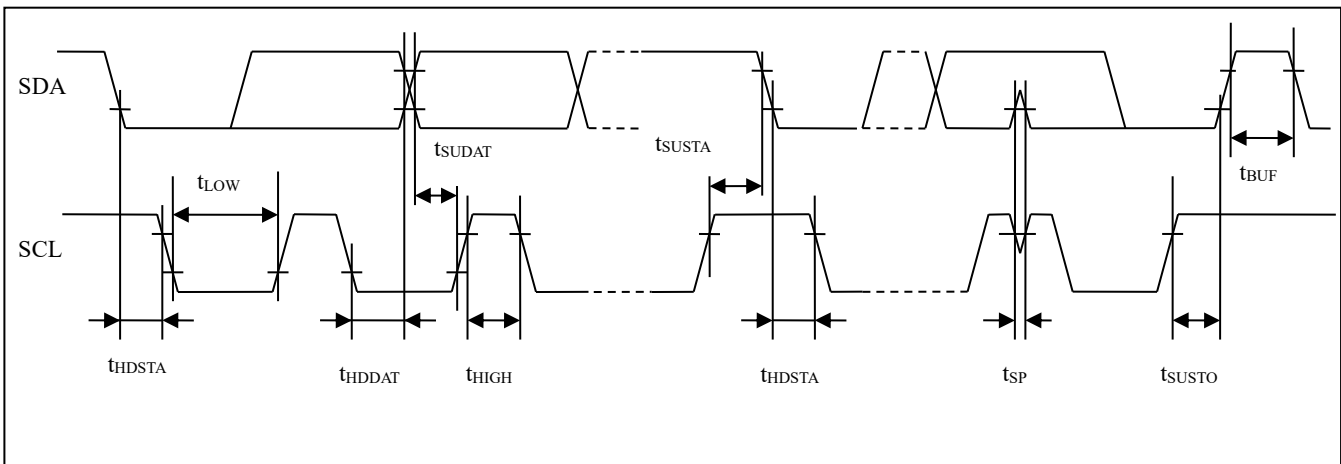 SDA
tSUDAT
tSUSTA
tBUF
tLOW
SCL
tHDSTA
tHDDAT
tHIGH
tHDSTA
tSP
tSUSTO